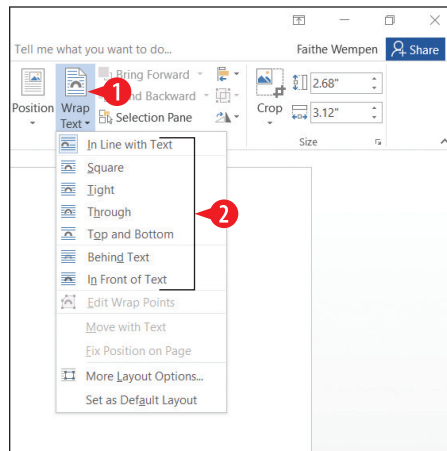 Tell me what you want to do...
Faithe Wempen
Share
Bring Forward
nd Backward
Selection Pane
Position
Wrap
Text
Crop
2.68"
3.12"
Size
1
In Line with Text
Square
Tight
Through
Top and Bottom
Behind Text
In Front of Text
2
Edit Wrap Points
Move with Text
Fix Position on Page
More Layout Options...
Set as Default Layout